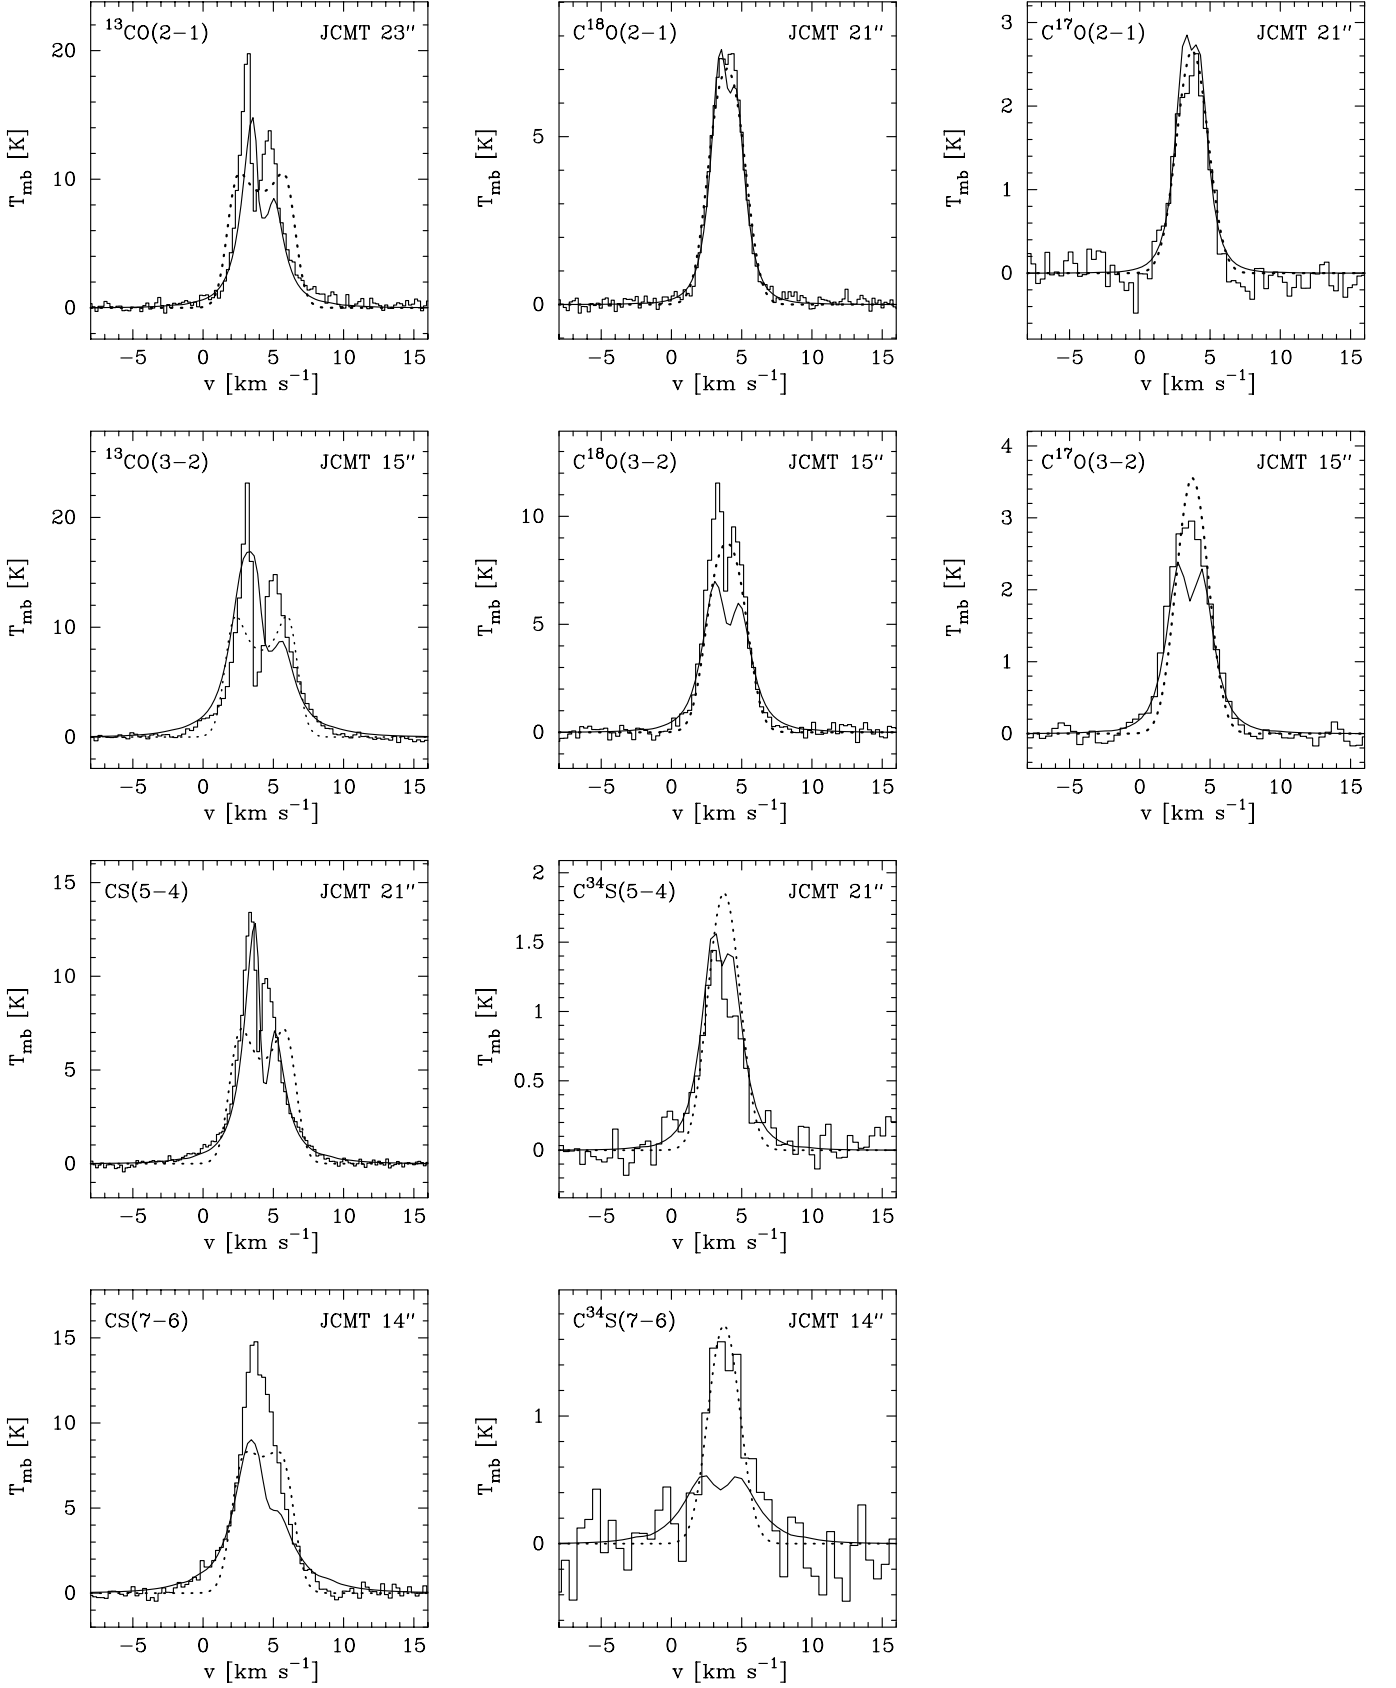 ¹³CO(2−1) JCMT 23″
20
10
0
T_mb [K]
−5 0 5 10 15
v [km s⁻¹]
C¹⁸O(2−1) JCMT 21″
5
0
T_mb [K]
−5 0 5 10 15
v [km s⁻¹]
C¹⁷O(2−1) JCMT 21″
3
2
1
0
T_mb [K]
−5 0 5 10 15
v [km s⁻¹]
¹³CO(3−2) JCMT 15″
20
10
0
T_mb [K]
−5 0 5 10 15
v [km s⁻¹]
C¹⁸O(3−2) JCMT 15″
10
5
0
T_mb [K]
−5 0 5 10 15
v [km s⁻¹]
C¹⁷O(3−2) JCMT 15″
4
3
2
1
0
T_mb [K]
−5 0 5 10 15
v [km s⁻¹]
CS(5−4) JCMT 21″
15
10
5
0
T_mb [K]
−5 0 5 10 15
v [km s⁻¹]
C³⁴S(5−4) JCMT 21″
2
1.5
1
0.5
0
T_mb [K]
−5 0 5 10 15
v [km s⁻¹]
CS(7−6) JCMT 14″
15
10
5
0
T_mb [K]
−5 0 5 10 15
v [km s⁻¹]
C³⁴S(7−6) JCMT 14″
1
0
T_mb [K]
−5 0 5 10 15
v [km s⁻¹]